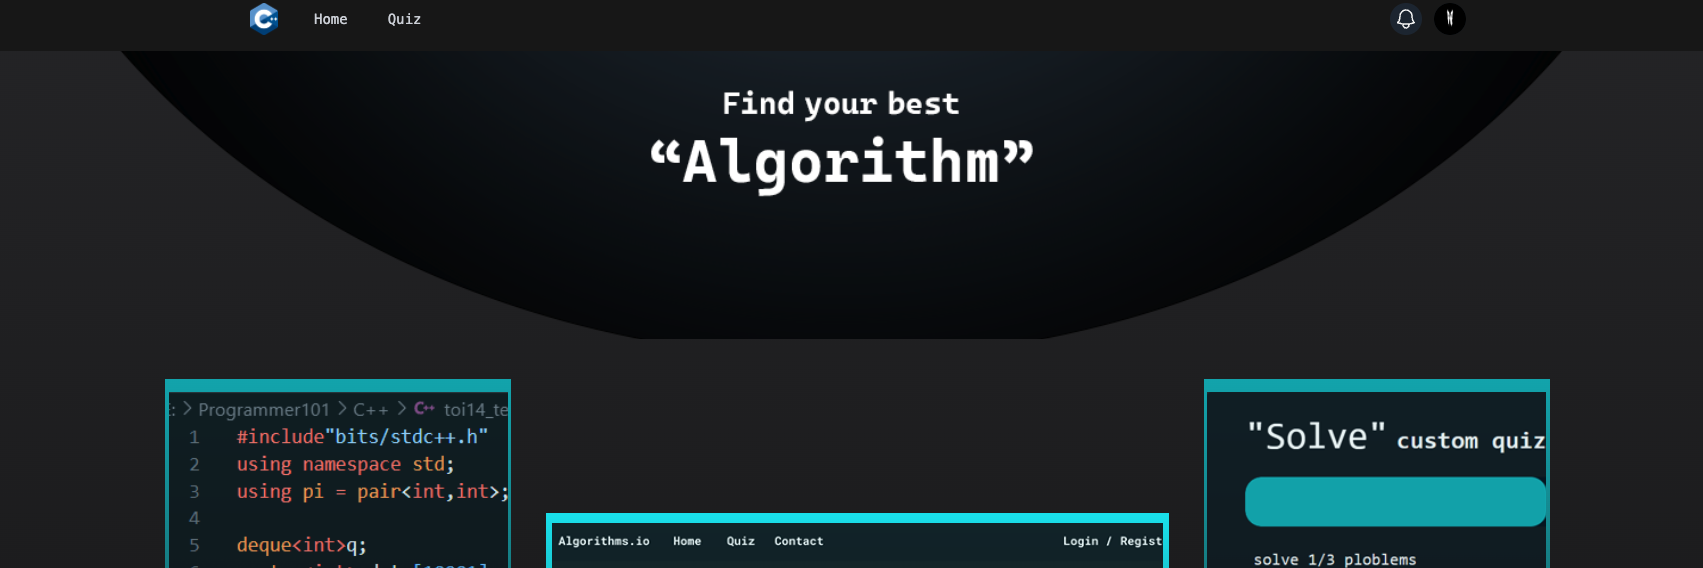 C++ Home Quiz
Find your best
“Algorithm”
Programmer101 > C++ > C++ toi14_te
1 #include"bits/stdc++.h"
2 using namespace std;
3 using pi = pair<int,int>;
4
5 deque<int>q;
Algorithms.io Home Quiz Contact Login / Regist
"Solve" custom quiz
solve 1/3 ploblems